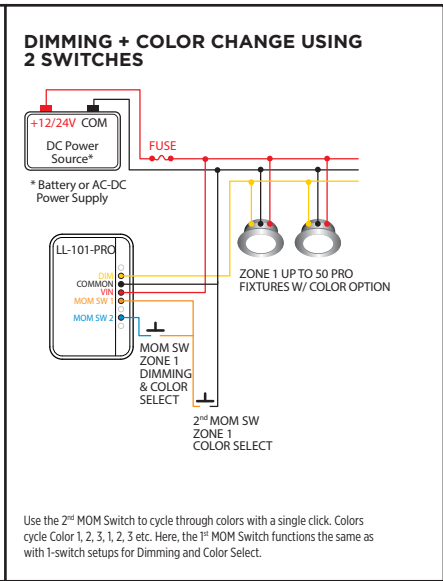 DIMMING + COLOR CHANGE USING
2 SWITCHES
+12/24V COM
DC Power
Source*
FUSE
* Battery or AC-DC
Power Supply
LL-101-PRO
DIM
COMMON
VIN
MOM SW 1
MOM SW 2
ZONE 1 UP TO 50 PRO
FIXTURES W/ COLOR OPTION
MOM SW
ZONE 1
DIMMING
& COLOR
SELECT
2nd MOM SW
ZONE 1
COLOR SELECT
Use the 2nd MOM Switch to cycle through colors with a single click. Colors
cycle Color 1, 2, 3, 1, 2, 3 etc. Here, the 1st MOM Switch functions the same as
with 1-switch setups for Dimming and Color Select.